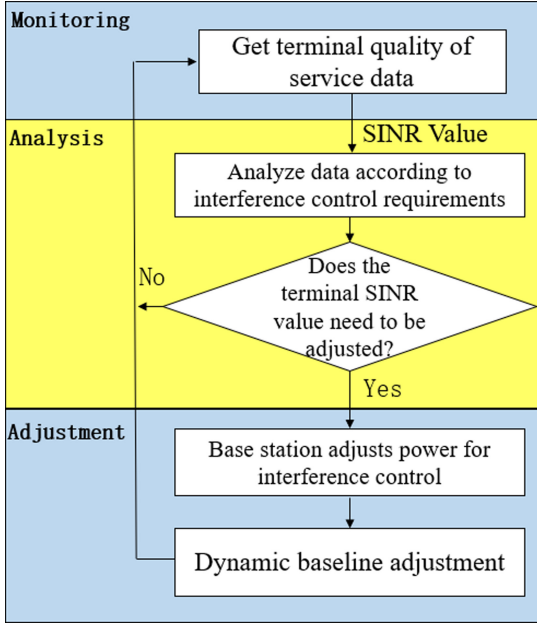 Monitoring
Get terminal quality of
service data
SINR Value
Analysis
Analyze data according to
interference control requirements
Does the
terminal SINR
value need to be
adjusted?
No
Yes
Adjustment
Base station adjusts power for
interference control
Dynamic baseline adjustment